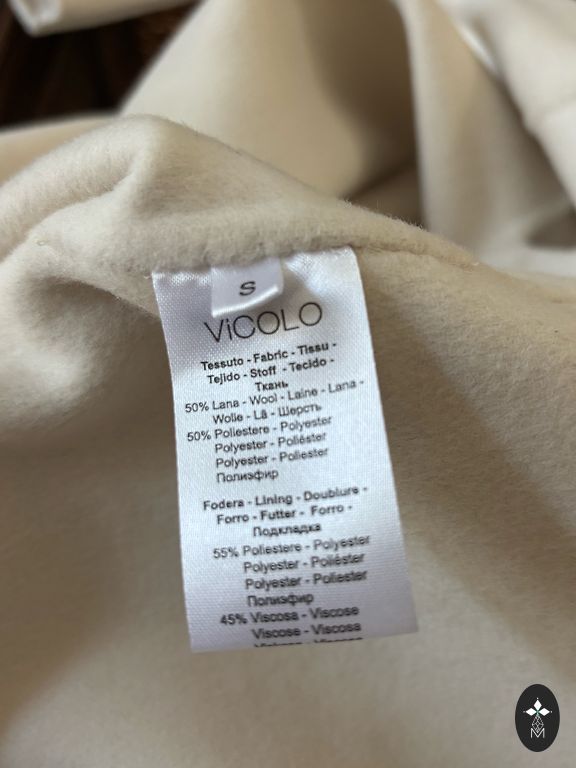 S
ViCOLO
Tessuto - Fabric - Tissu -
Tejido - Stoff - Tecido -
Ткань
50% Lana - Wool - Laine - Lana -
Wolle - Lã - Шерсть
50% Poliestere - Polyester
Polyester - Poliéster
Polyester - Poliester
Полиэфир
Fodera - Lining - Doublure -
Forro - Futter - Forro -
Подкладка
55% Poliestere - Polyester
Polyester - Poliéster
Polyester - Poliester
Полиэфир
45% Viscosa - Viscose
Viscose - Viscosa
M